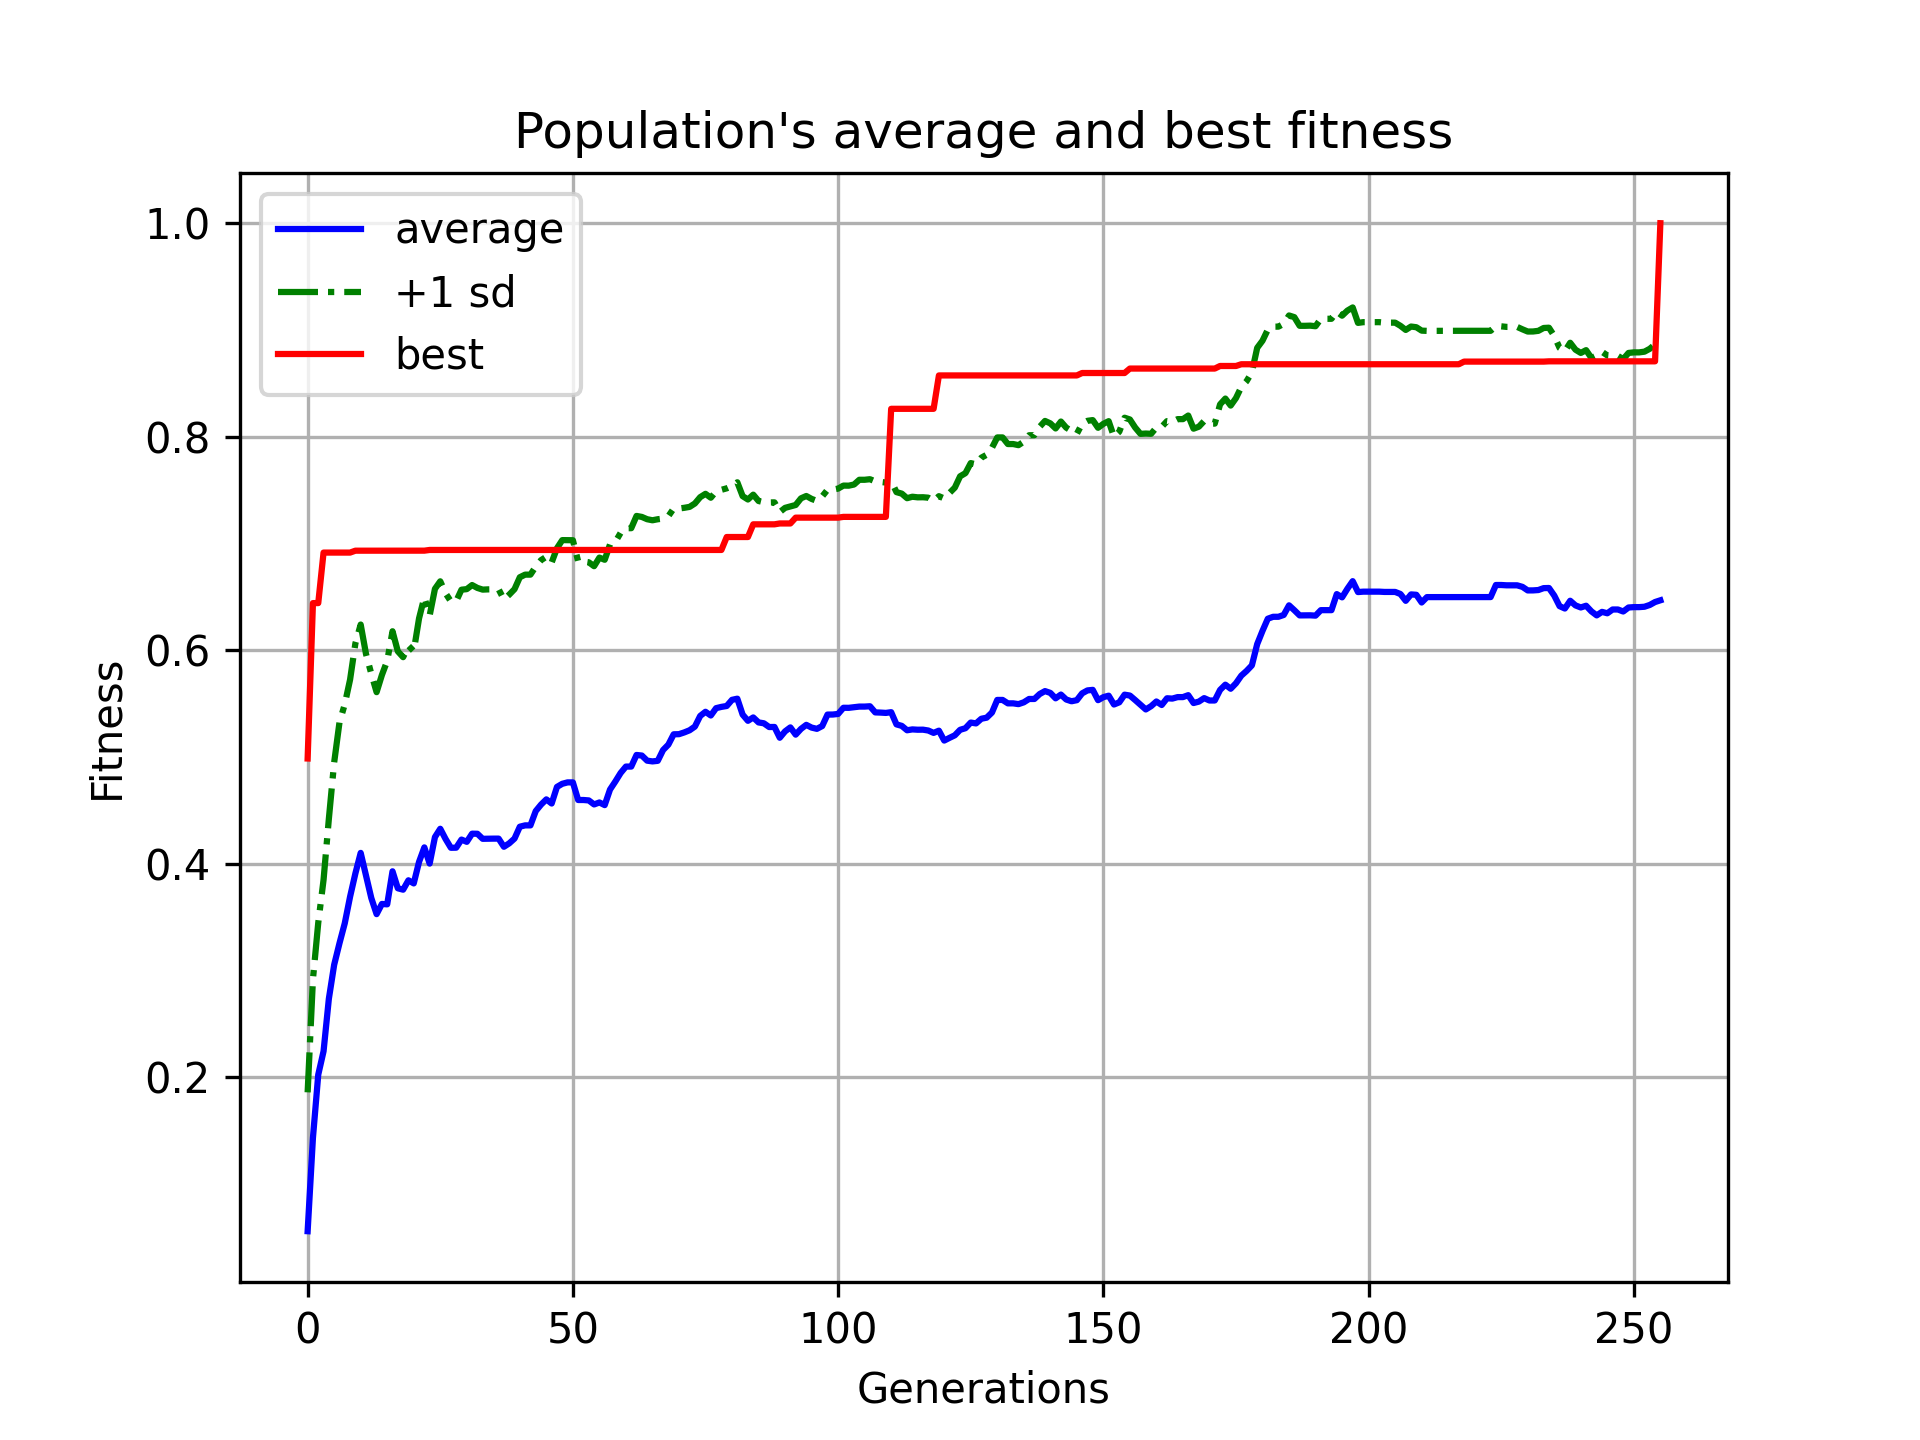 Population's average and best fitness
average
+1 sd
best
1.0
0.8
0.6
0.4
0.2
Fitness
0 50 100 150 200 250
Generations